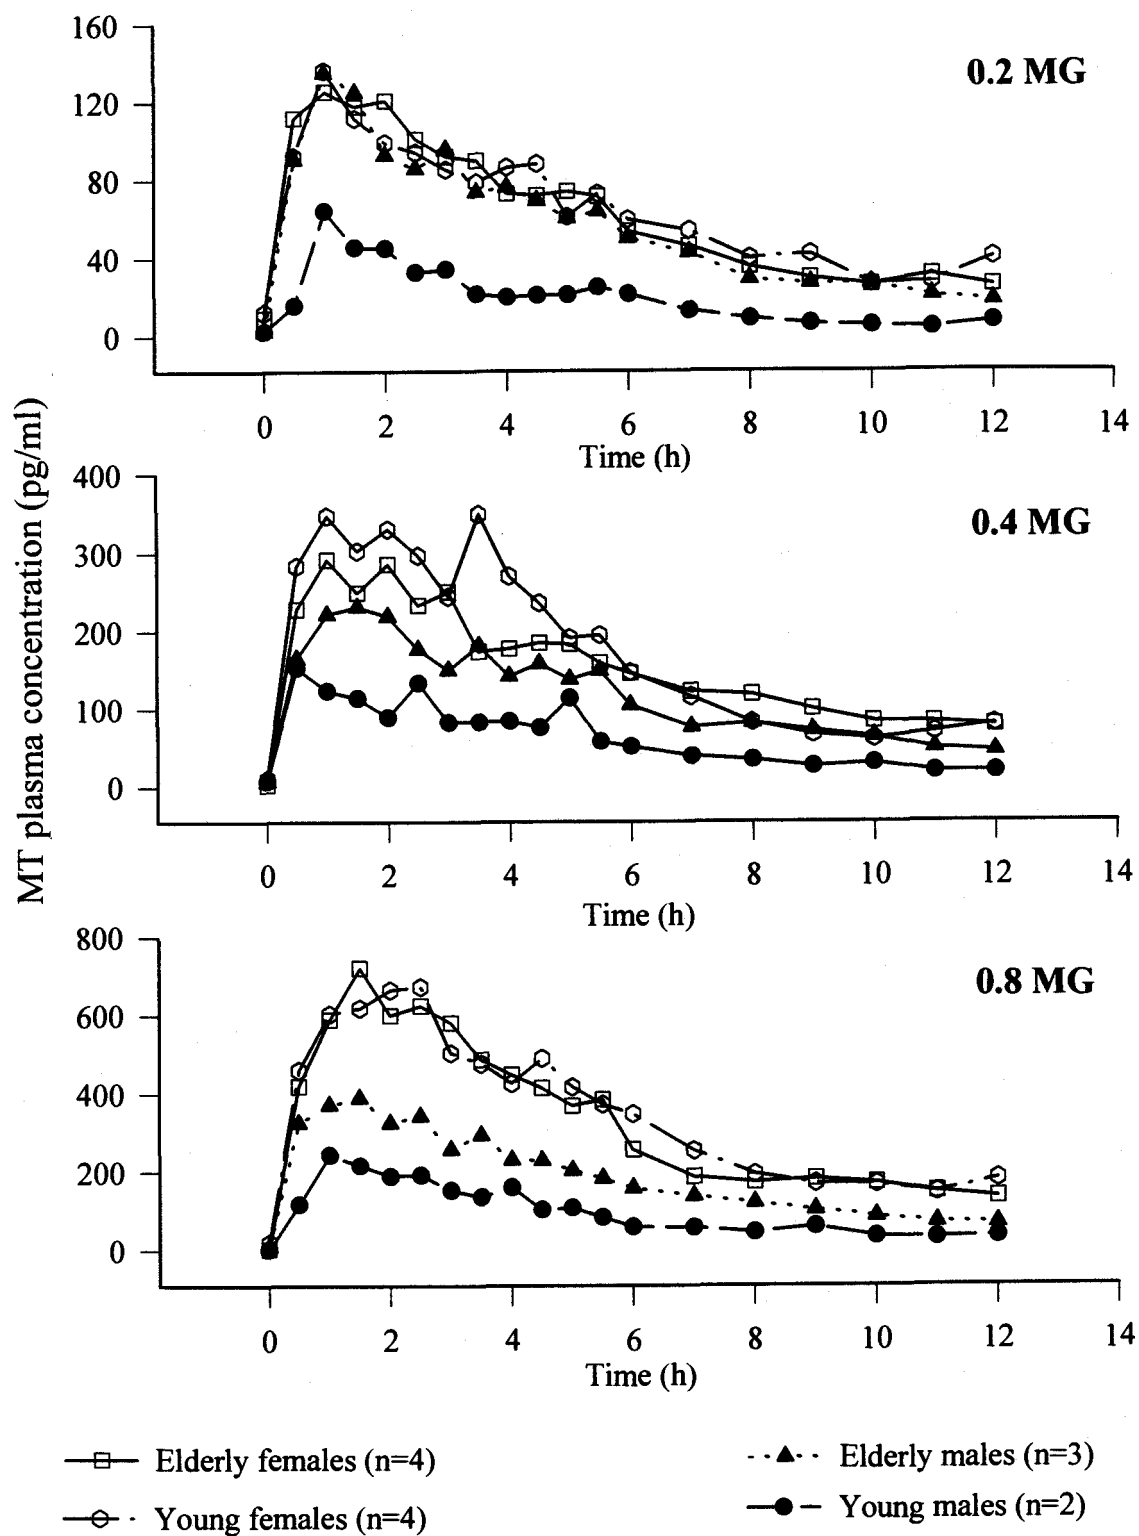 160
120
80
40
0
0.2 MG
0 2 4 6 8 10 12 14
Time (h)
MT plasma concentration (pg/ml)
400
300
200
100
0
0.4 MG
0 2 4 6 8 10 12 14
Time (h)
800
600
400
200
0
0.8 MG
0 2 4 6 8 10 12 14
Time (h)
Elderly females (n=4)
Elderly males (n=3)
Young females (n=4)
Young males (n=2)